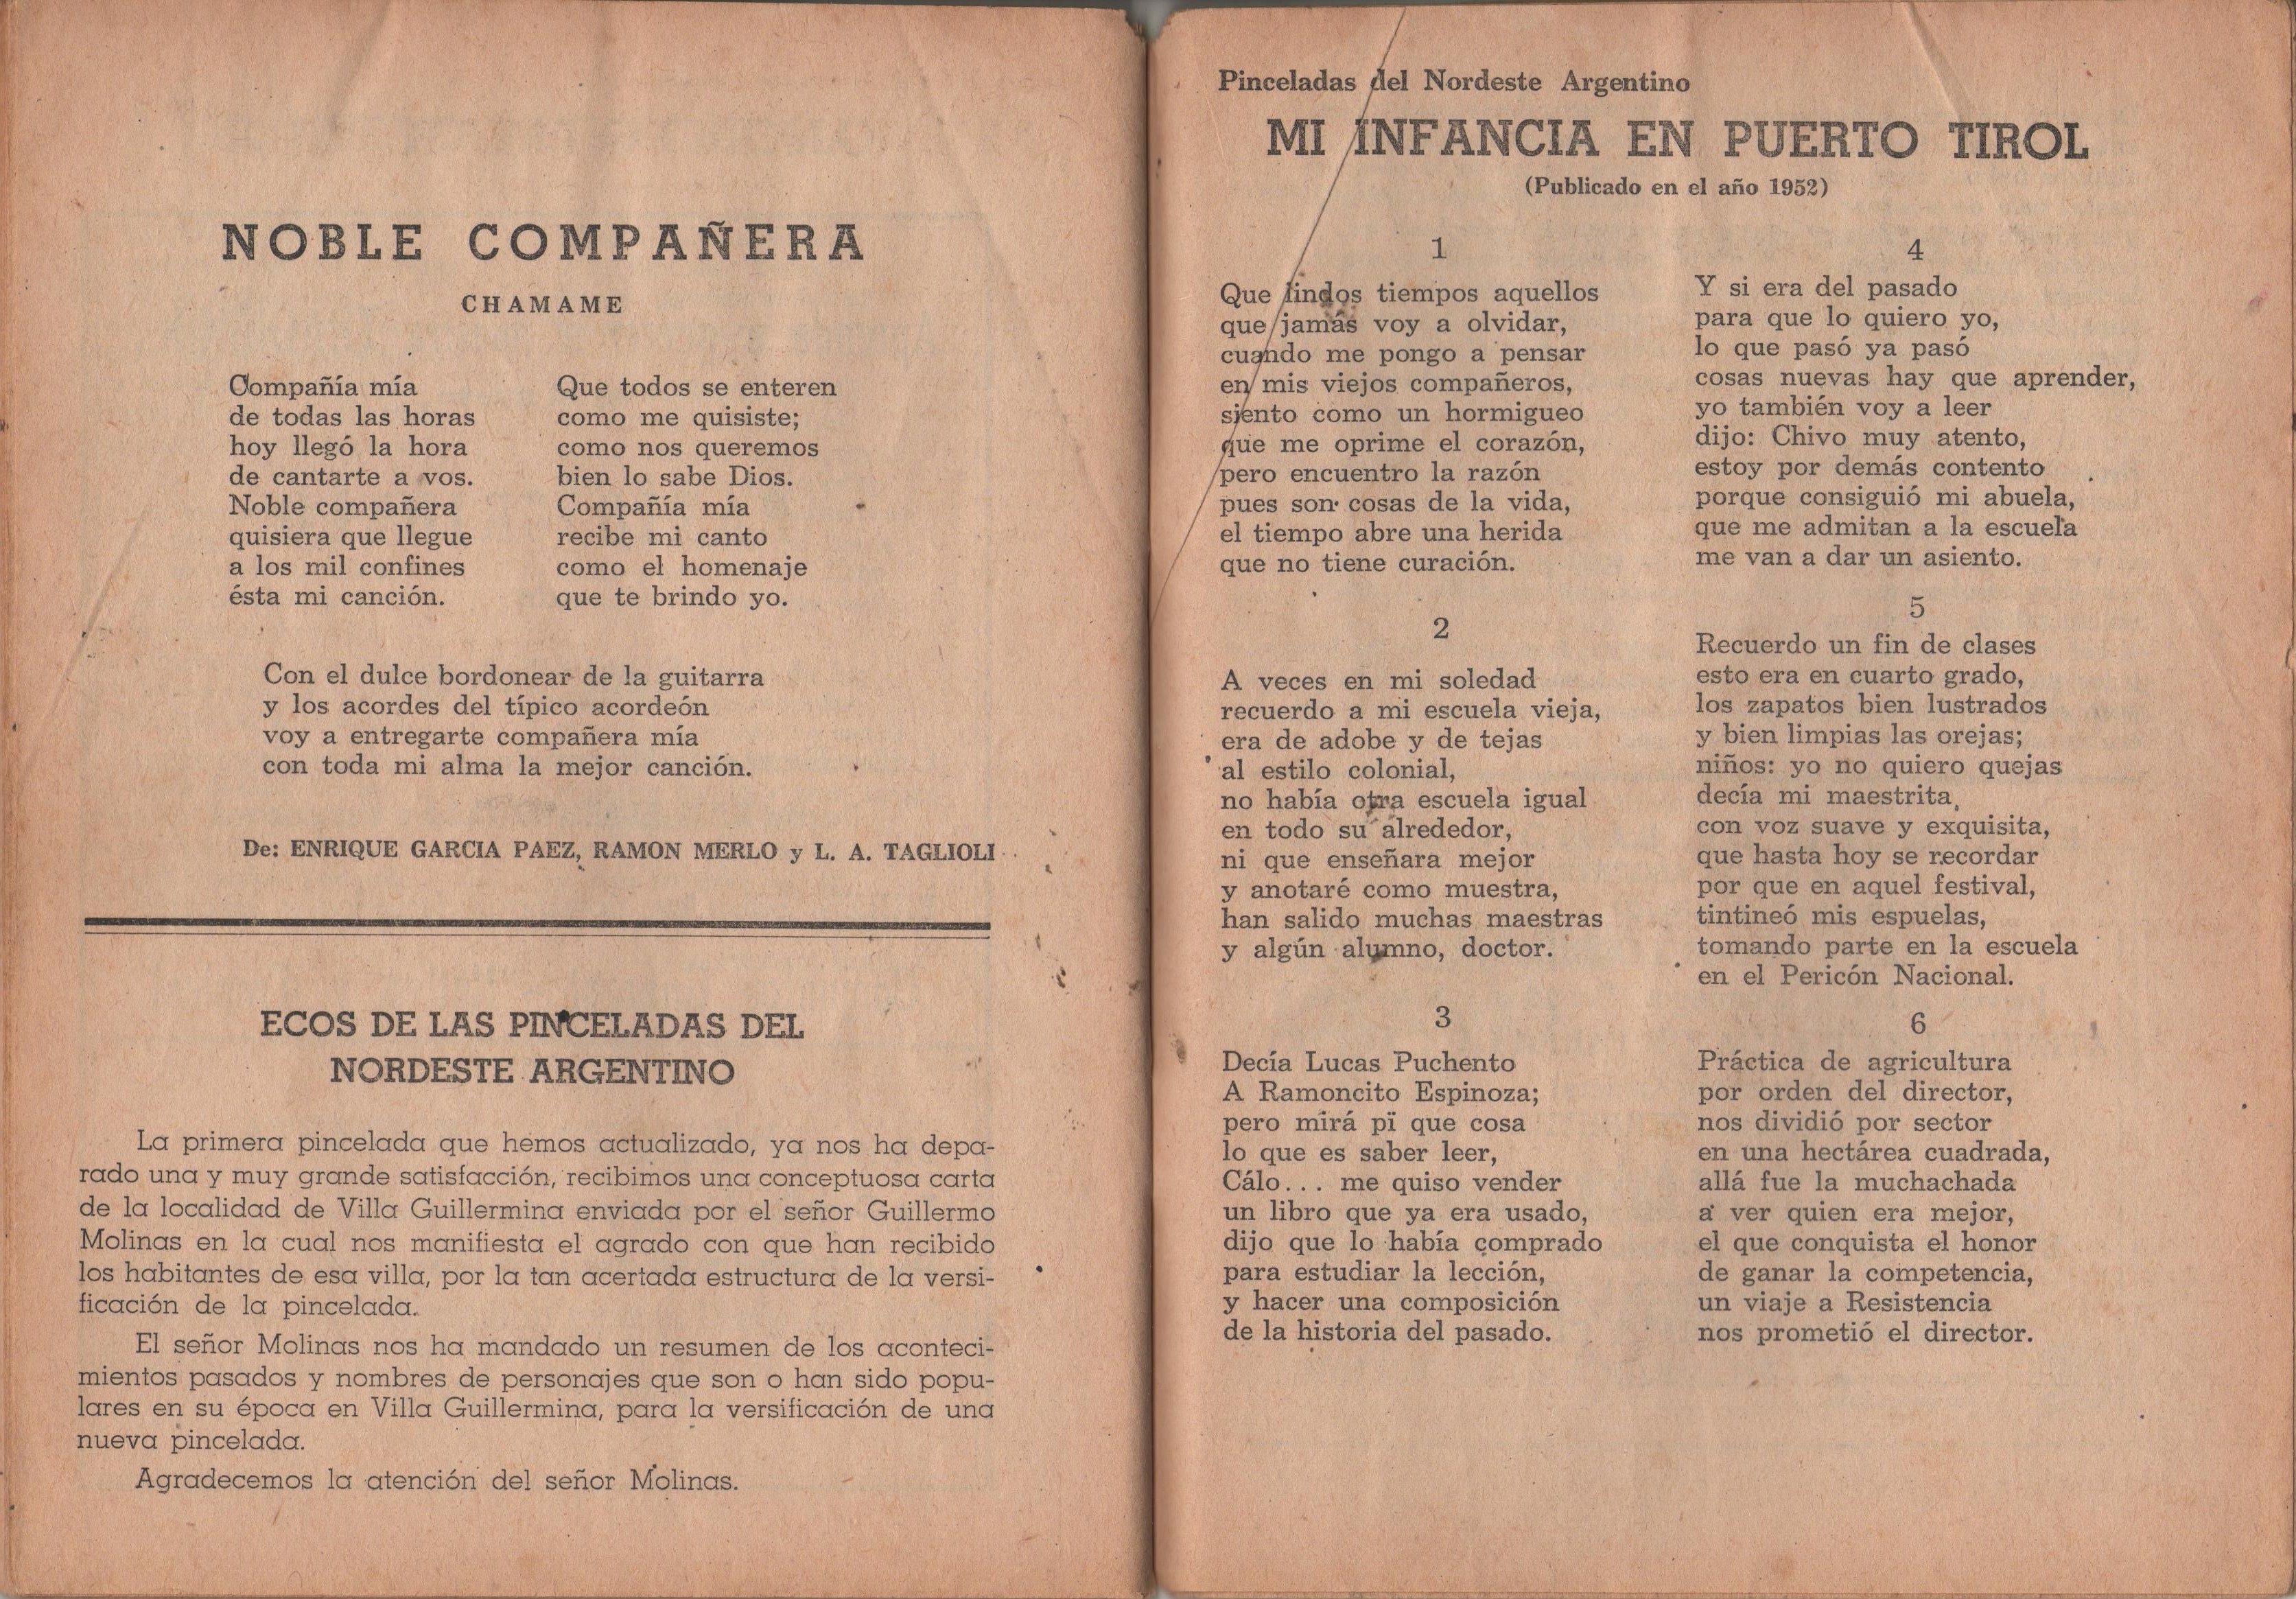 NOBLE COMPAÑERA
CHAMAME
Compañía mía
de todas las horas
hoy llegó la hora
de cantarte a vos.
Noble compañera
quisiera que llegue
a los mil confines
ésta mi canción.
Que todos se enteren
como me quisiste;
como nos queremos
bien lo sabe Dios.
Compañía mía
recibe mi canto
como el homenaje
que te brindo yo.
Con el dulce bordonear de la guitarra
y los acordes del típico acordeón
voy a entregarte compañera mía
con toda mi alma la mejor canción.
De: ENRIQUE GARCIA PAEZ, RAMON MERLO y L. A. TAGLIOLI
ECOS DE LAS PINCELADAS DEL
NORDESTE ARGENTINO
La primera pincelada que hemos actualizado, ya nos ha depa-
rado una y muy grande satisfacción, recibimos una conceptuosa carta
de la localidad de Villa Guillermina enviada por el señor Guillermo
Molinas en la cual nos manifiesta el agrado con que han recibido
los habitantes de esa villa, por la tan acertada estructura de la versi-
ficación de la pincelada.
El señor Molinas nos ha mandado un resumen de los aconteci-
mientos pasados y nombres de personajes que son o han sido popu-
lares en su época en Villa Guillermina, para la versificación de una
nueva pincelada.
Agradecemos la atención del señor Molinas.
Pinceladas del Nordeste Argentino
MI INFANCIA EN PUERTO TIROL
(Publicado en el año 1952)
1
Que lindos tiempos aquellos
que jamás voy a olvidar,
cuando me pongo a pensar
en mis viejos compañeros,
siento como un hormigueo
que me oprime el corazón,
pero encuentro la razón
pues son cosas de la vida,
el tiempo abre una herida
que no tiene curación.
2
A veces en mi soledad
recuerdo a mi escuela vieja,
era de adobe y de tejas
al estilo colonial,
no había otra escuela igual
en todo su alrededor,
ni que enseñara mejor
y anotaré como muestra,
han salido muchas maestras
y algún alumno, doctor.
3
Decía Lucas Puchento
A Ramoncito Espinoza;
pero mirá pï que cosa
lo que es saber leer,
Cálo... me quiso vender
un libro que ya era usado,
dijo que lo había comprado
para estudiar la lección,
y hacer una composición
de la historia del pasado.
4
Y si era del pasado
para que lo quiero yo,
lo que pasó ya pasó
cosas nuevas hay que aprender,
yo también voy a leer
dijo: Chivo muy atento,
estoy por demás contento
porque consiguió mi abuela,
que me admitan a la escuela
me van a dar un asiento.
5
Recuerdo un fin de clases
esto era en cuarto grado,
los zapatos bien lustrados
y bien limpias las orejas;
niños: yo no quiero quejas
decía mi maestrita,
con voz suave y exquisita,
que hasta hoy se recordar
por que en aquel festival,
tintineó mis espuelas,
tomando parte en la escuela
en el Pericón Nacional.
6
Práctica de agricultura
por orden del director,
nos dividió por sector
en una hectárea cuadrada,
allá fue la muchachada
a ver quien era mejor,
el que conquista el honor
de ganar la competencia,
un viaje a Resistencia
nos prometió el director.